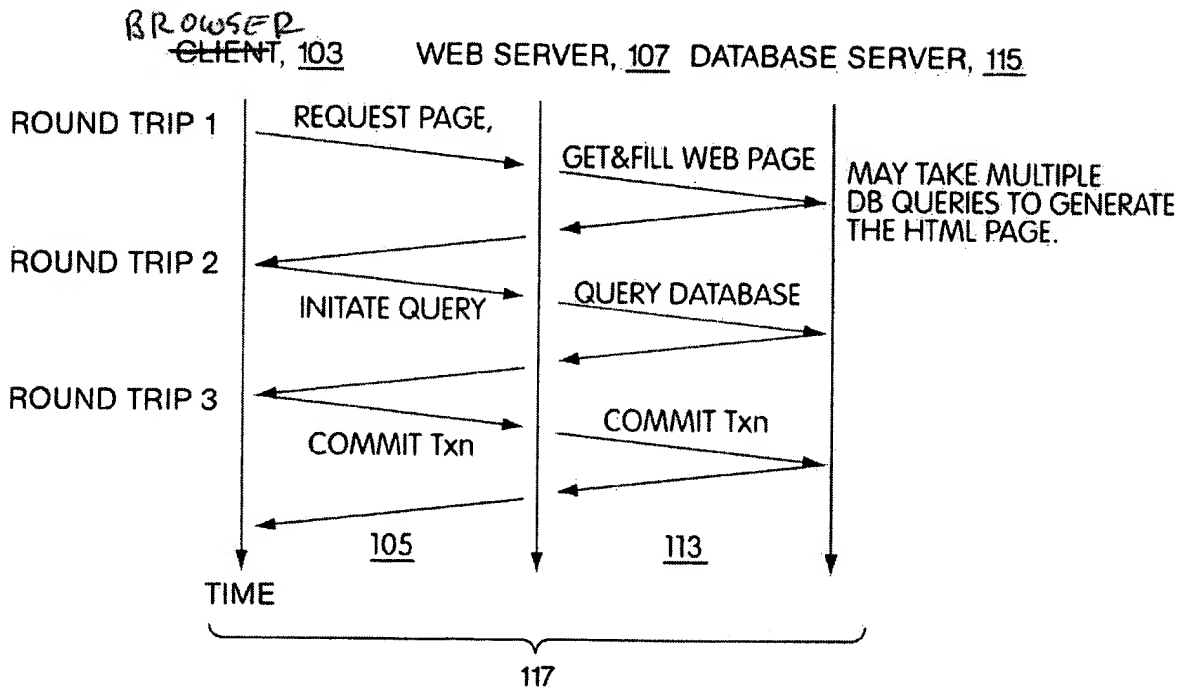 BROWSER
CLIENT, 103 WEB SERVER, 107 DATABASE SERVER, 115
ROUND TRIP 1
REQUEST PAGE,
GET&FILL WEB PAGE
MAY TAKE MULTIPLE
DB QUERIES TO GENERATE
THE HTML PAGE.
ROUND TRIP 2
INITATE QUERY
QUERY DATABASE
ROUND TRIP 3
COMMIT Txn
COMMIT Txn
105
113
TIME
117